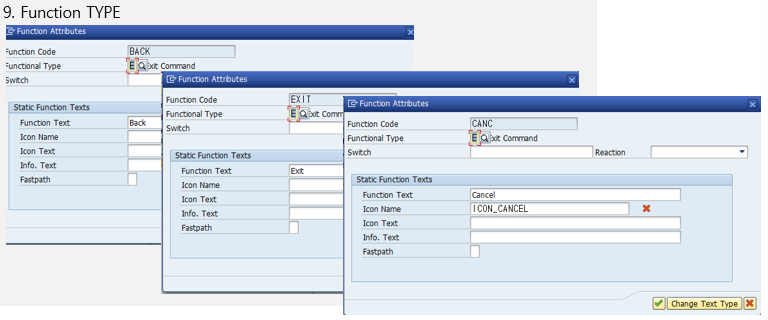 9. Function TYPE
Function Attributes
Function Code BACK
Functional Type E Exit Command
Switch
Static Function Texts
Function Text Back
Icon Name
Icon Text
Info. Text
Fastpath
Function Attributes
Function Code EXIT
Functional Type E Exit Comm
Switch
Static Function Texts
Function Text Exit
Icon Name
Icon Text
Info. Text
Fastpath
Function Attributes
Function Code CANC
Functional Type E Exit Command
Switch Reaction
Static Function Texts
Function Text Cancel
Icon Name ICON_CANCEL
Icon Text
Info. Text
Fastpath
Change Text Type